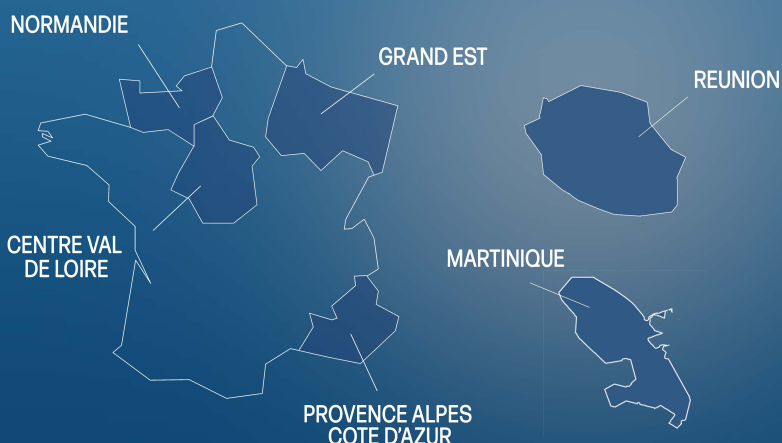 NORMANDIE
GRAND EST
REUNION
CENTRE VAL
DE LOIRE
MARTINIQUE
PROVENCE ALPES
COTE D'AZUR